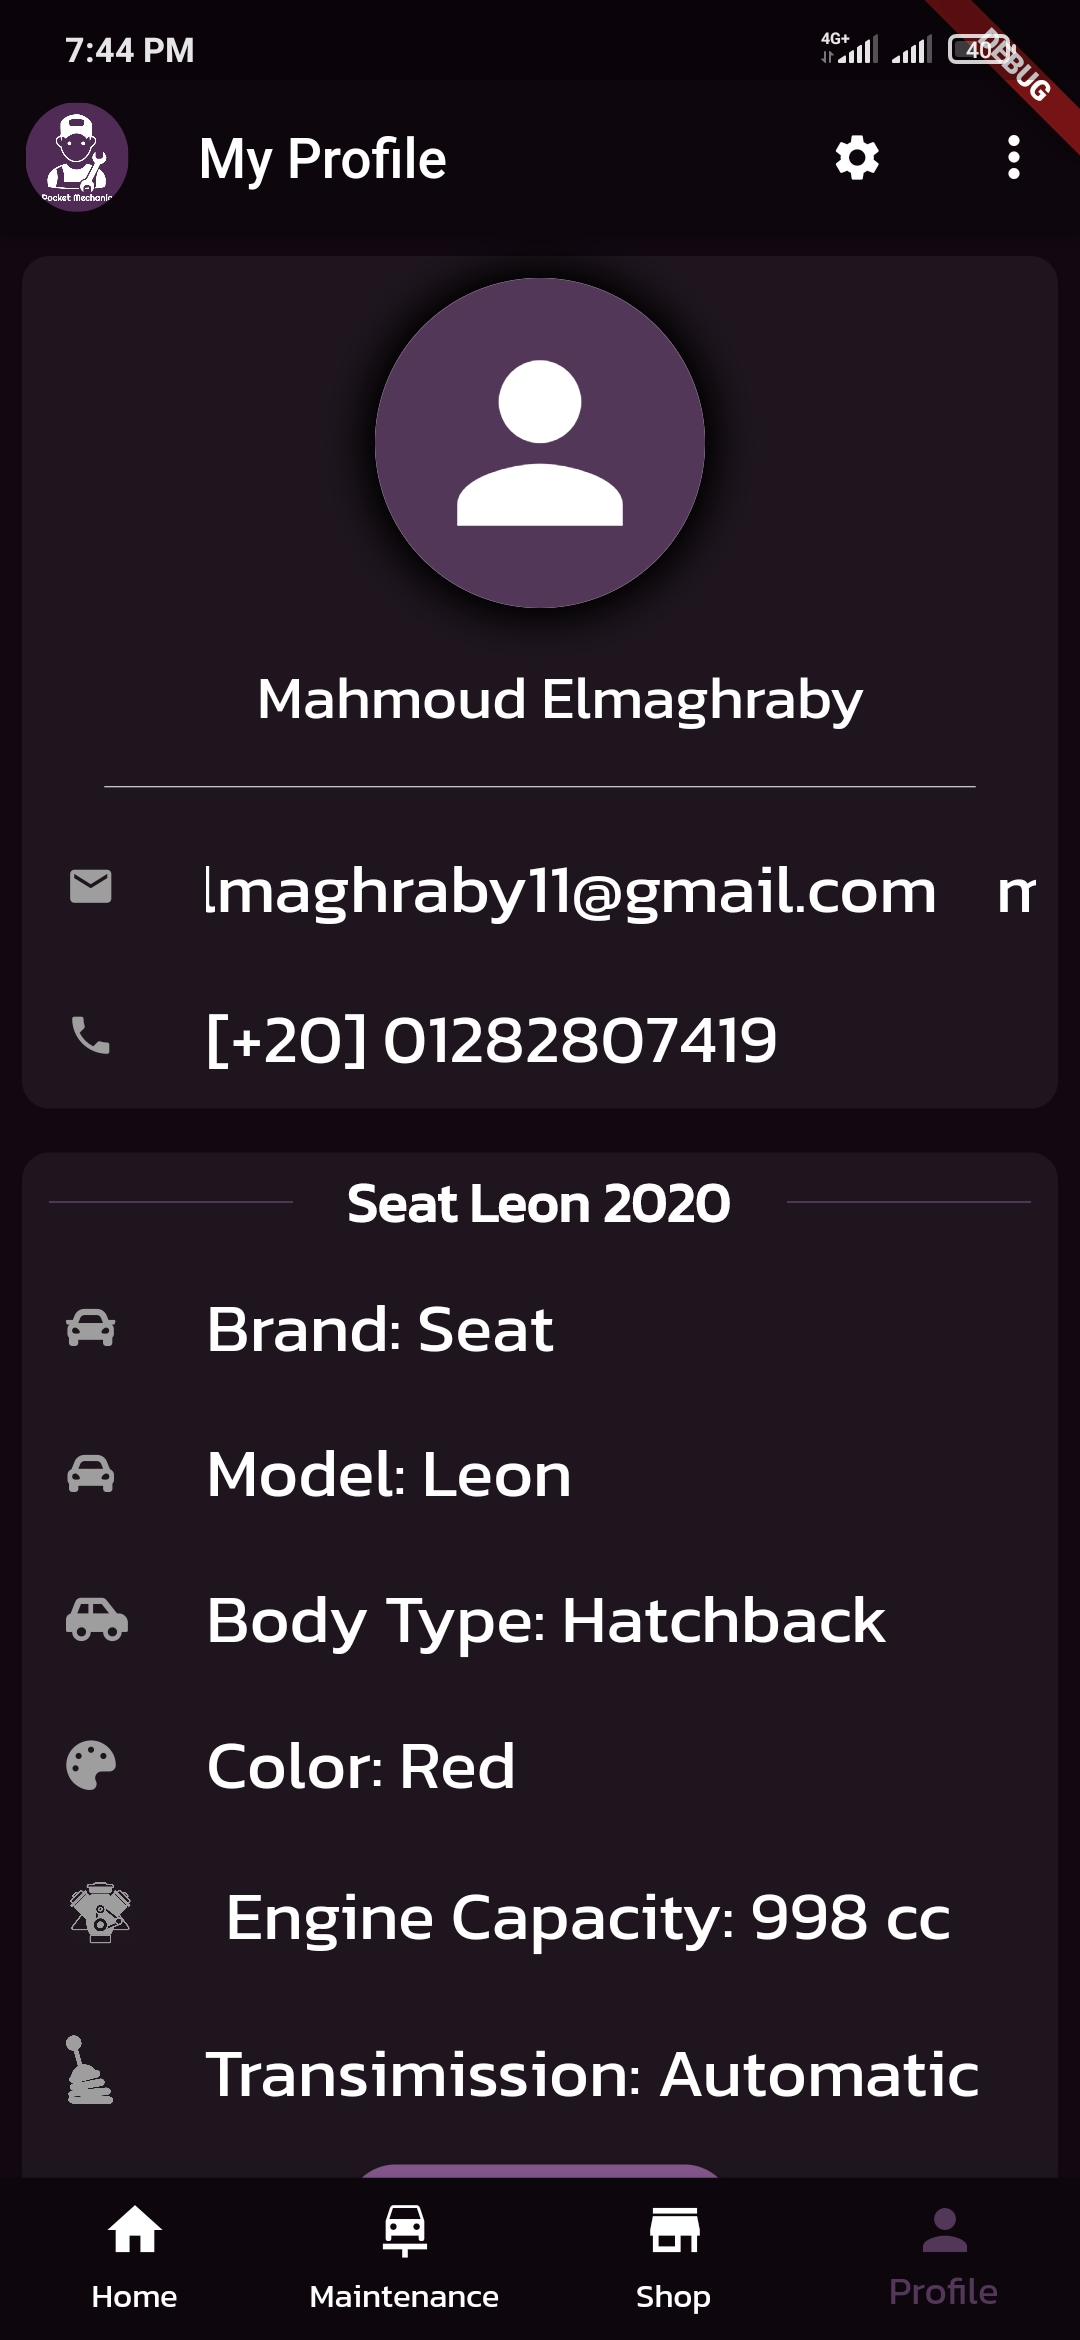 7:44 PM
4G+
40
DEBUG
Pocket Mechanic
My Profile
Mahmoud Elmaghraby
lmaghraby11@gmail.com m
[+20] 01282807419
Seat Leon 2020
Brand: Seat
Model: Leon
Body Type: Hatchback
Color: Red
Engine Capacity: 998 cc
Transimission: Automatic
Home
Maintenance
Shop
Profile